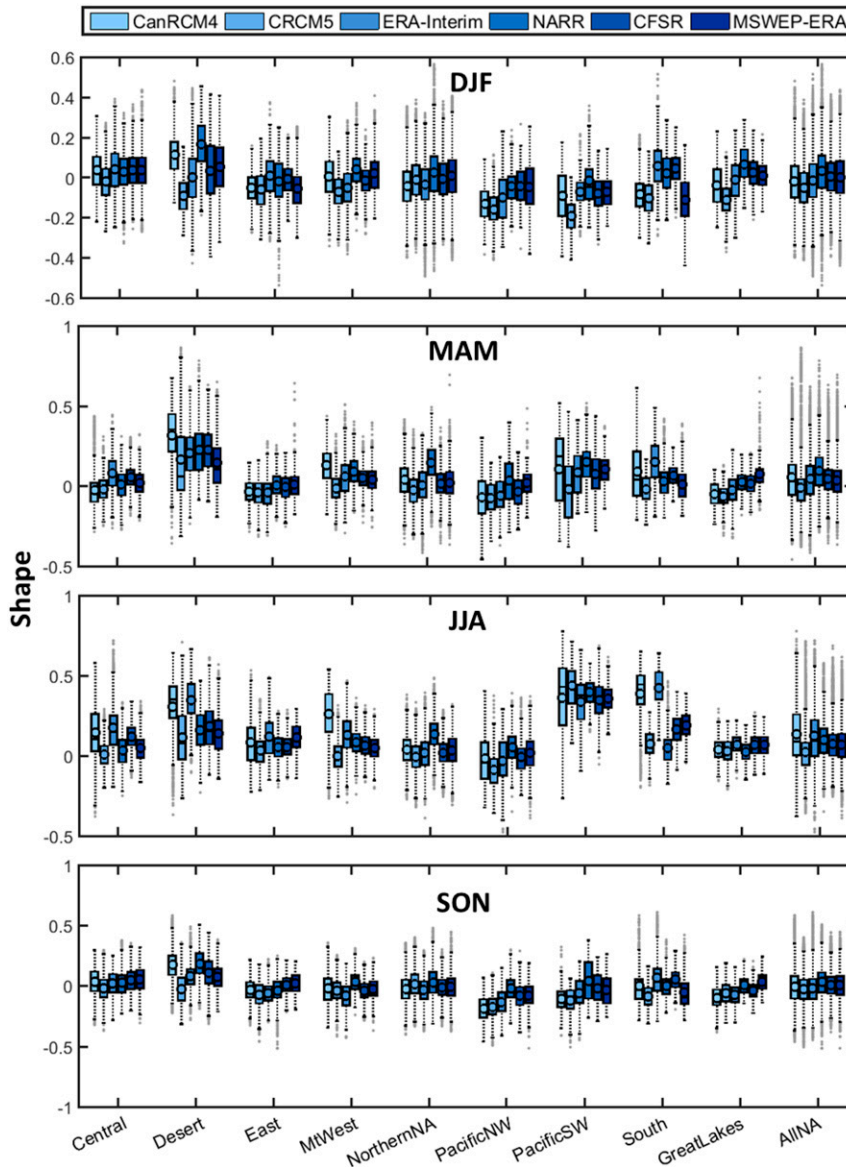 CanRCM4 CRCM5 ERA-Interim NARR CFSR MSWEP-ERA
DJF
0.6
0.4
0.2
0
-0.2
-0.4
-0.6
MAM
1
0.5
0
-0.5
Shape
JJA
1
0.5
0
-0.5
SON
1
0.5
0
-0.5
-1
Central Desert East MtWest NorthernNA PacificNW PacificSW South GreatLakes AllNA